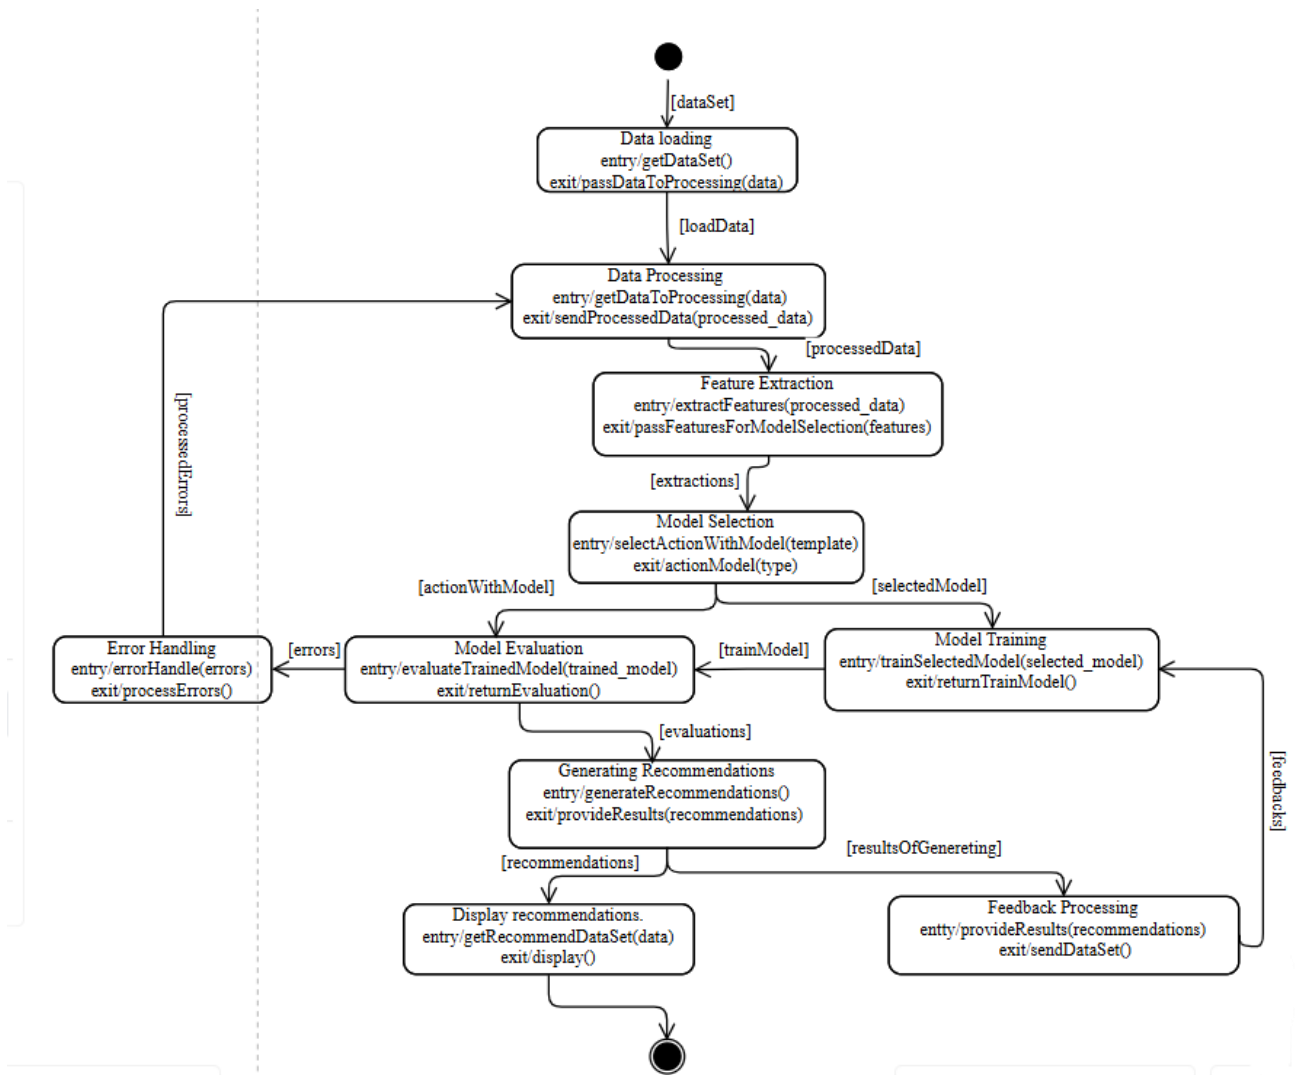 [dataSet]
Data loading
entry/getDataSet()
exit/passDataToProcessing(data)
[loadData]
Data Processing
entry/getDataToProcessing(data)
exit/sendProcessedData(processed_data)
[processedData]
Feature Extraction
entry/extractFeatures(processed_data)
exit/passFeaturesForModelSelection(features)
[processedErrors]
[extractions]
Model Selection
entry/selectActionWithModel(template)
exit/actionModel(type)
[actionWithModel]
[selectedModel]
Error Handling
entry/errorHandle(errors)
exit/processErrors()
[errors]
Model Evaluation
entry/evaluateTrainedModel(trained_model)
exit/returnEvaluation()
[trainModel]
Model Training
entry/trainSelectedModel(selected_model)
exit/returnTrainModel()
[evaluations]
Generating Recommendations
entry/generateRecommendations()
exit/provideResults(recommendations)
[feedbacks]
[recommendations]
[resultsOfGenereting]
Display recommendations.
entry/getRecommendDataSet(data)
exit/display()
Feedback Processing
entty/provideResults(recommendations)
exit/sendDataSet()